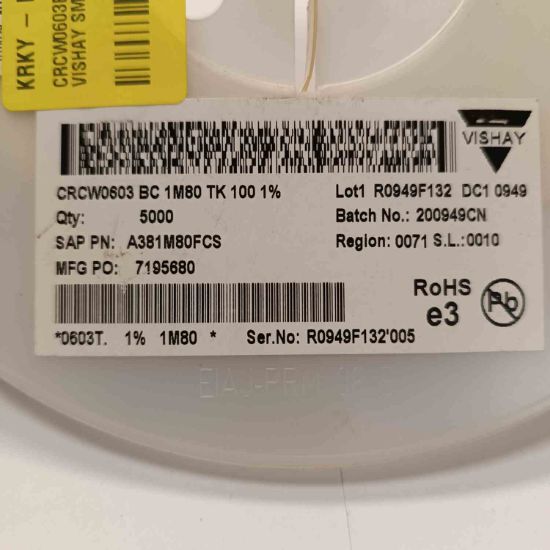 KRKY -
CRCW0603
VISHAY SM
VISHAY
CRCW0603 BC 1M80 TK 100 1%
Lot1 R0949F132 DC1 0949
Qty: 5000
Batch No.: 200949CN
SAP PN: A381M80FCS
Region: 0071 S.L.:0010
MFG PO: 7195680
RoHS
e3
Pb
*0603T. 1% 1M80 *
Ser.No: R0949F132'005
EIAJ-PRM